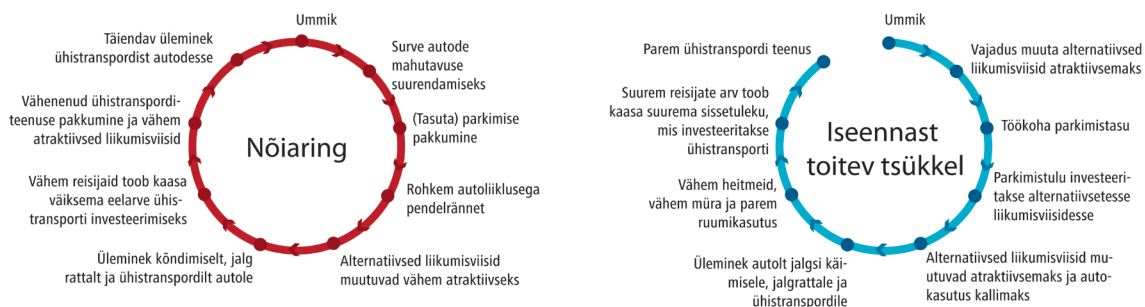 Ummik
Surve autode
mahutavuse
suurendamiseks
(Tasuta) parkimise
pakkumine
Rohkem autoliiklusega
pendelrännet
Alternatiivsed liikumisviisid
muutuvad vähem atraktiivseks
Üleminek kõndimiselt, jalg
rattalt ja ühistranspordilt autole
Vähem reisijaid toob kaasa
väiksema eelarve ühis-
transporti investeerimiseks
Vähenenud ühistranspordi-
teenuse pakkumine ja vähem
atraktiivsed liikumisviisid
Täiendav üleminek
ühistranspordist autodesse
Nõiaring
Ummik
Vajadus muuta alternatiivsed
liikumisviisid atraktiivsemaks
Töökoha parkimistasu
Parkimistulu investeeri-
takse alternatiivsetesse
liikumisviisidesse
Alternatiivsed liikumisviisid mu-
utuvad atraktiivsemaks ja auto-
kasutus kallimaks
Üleminek autolt jalgsi käi-
misele, jalgrattale ja
ühistranspordile
Vähem heitmeid,
vähem müra ja parem
ruumikasutus
Suurem reisijate arv toob
kaasa suurema sissetuleku,
mis investeeritakse
ühistransporti
Parem ühistranspordi teenus
Iseennast
toitev tsükkel